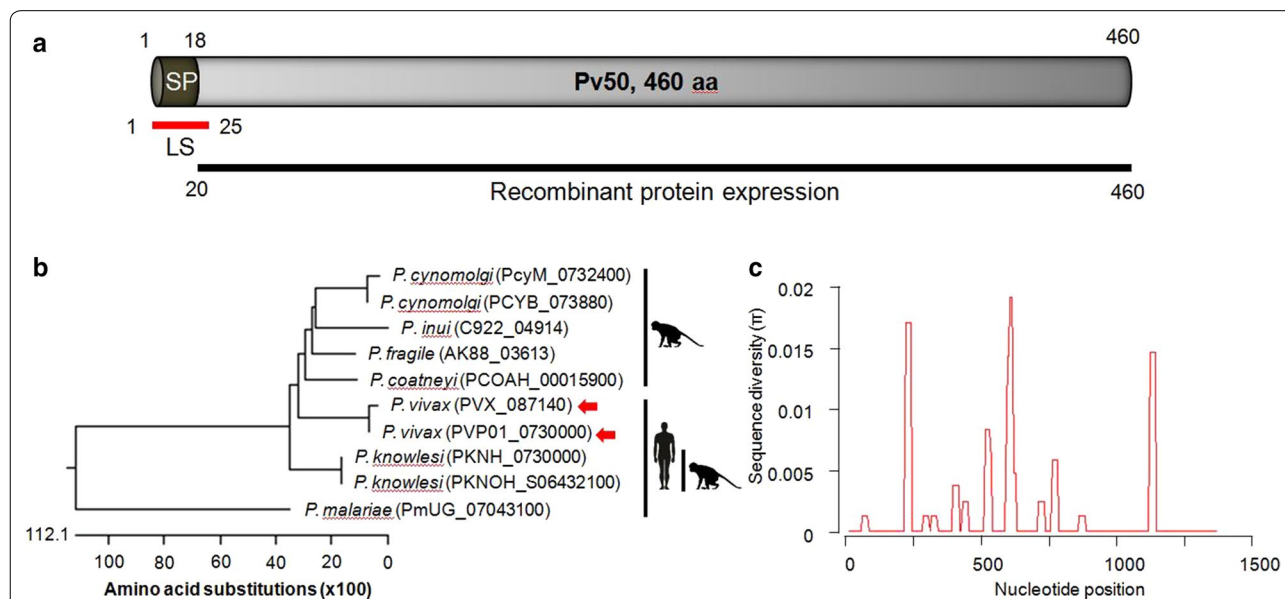 a
1 18 460
SP
Pv50, 460 aa
1 25
LS
20 Recombinant protein expression 460
b
P. cynomolgi (PcyM_0732400)
P. cynomolgi (PCYB_073880)
P. inui (C922_04914)
P. fragile (AK88_03613)
P. coatneyi (PCOAH_00015900)
P. vivax (PVX_087140)
P. vivax (PVP01_0730000)
P. knowlesi (PKNH_0730000)
P. knowlesi (PKNOH_S06432100)
P. malariae (PmUG_07043100)
112.1
100 80 60 40 20 0
Amino acid substitutions (x100)
c
Sequence diversity (π)
0.02
0.015
0.01
0.005
0
0 500 1000 1500
Nucleotide position